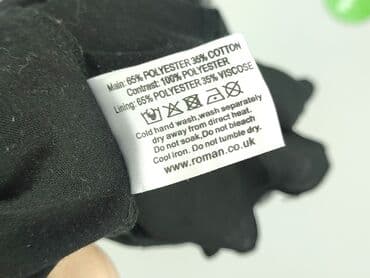 Main: 65% POLYESTER 35% COTTON
Contrast: 100% POLYESTER
Lining: 65% POLYESTER 35% VISCOSE
Cold hand wash,wash separately
dry away from direct heat.
Do not soak.Do not bleach
Cool iron. Do not tumble dry.
www.roman.co.uk